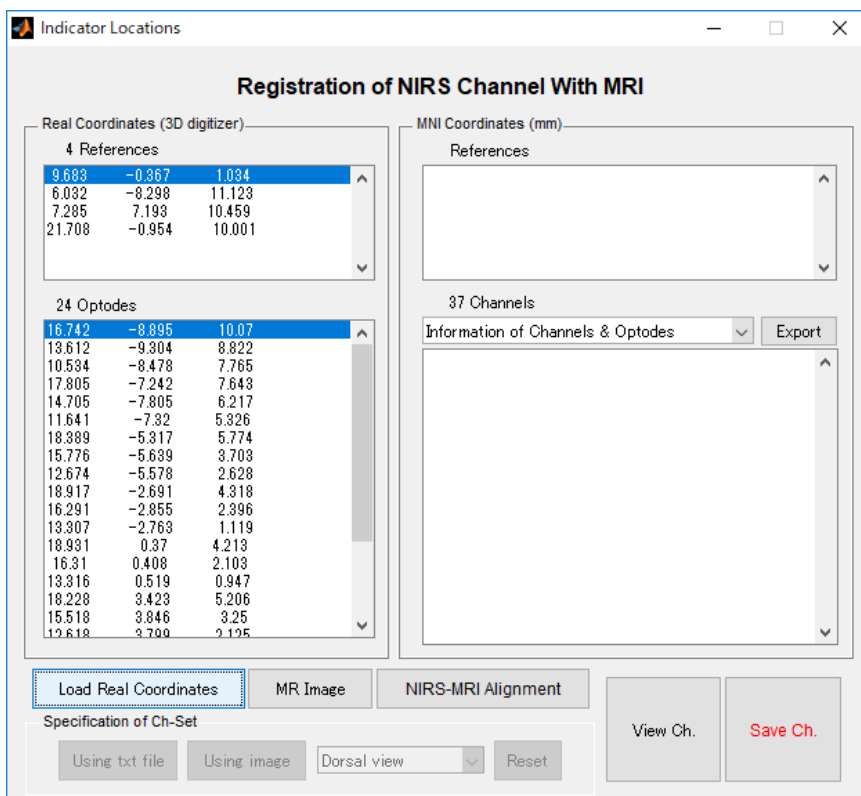 Indicator Locations
Registration of NIRS Channel With MRI
Real Coordinates (3D digitizer)
4 References
9.683 -0.367 1.034
6.032 -8.298 11.123
7.285 7.193 10.459
21.708 -0.954 10.001
24 Optodes
16.742 -8.895 10.07
13.612 -9.304 8.822
10.534 -8.478 7.765
17.805 -7.242 7.643
14.705 -7.805 6.217
11.641 -7.32 5.326
18.389 -5.317 5.774
15.776 -5.639 3.703
12.674 -5.578 2.628
18.917 -2.691 4.318
16.291 -2.855 2.396
13.307 -2.763 1.119
18.931 0.37 4.213
16.31 0.408 2.103
13.316 0.519 0.947
18.228 3.423 5.206
15.518 3.846 3.25
12.618 3.799 2.125
MNI Coordinates (mm)
References
37 Channels
Information of Channels & Optodes Export
Load Real Coordinates MR Image NIRS-MRI Alignment
Specification of Ch-Set
Using txt file Using image Dorsal view Reset
View Ch. Save Ch.